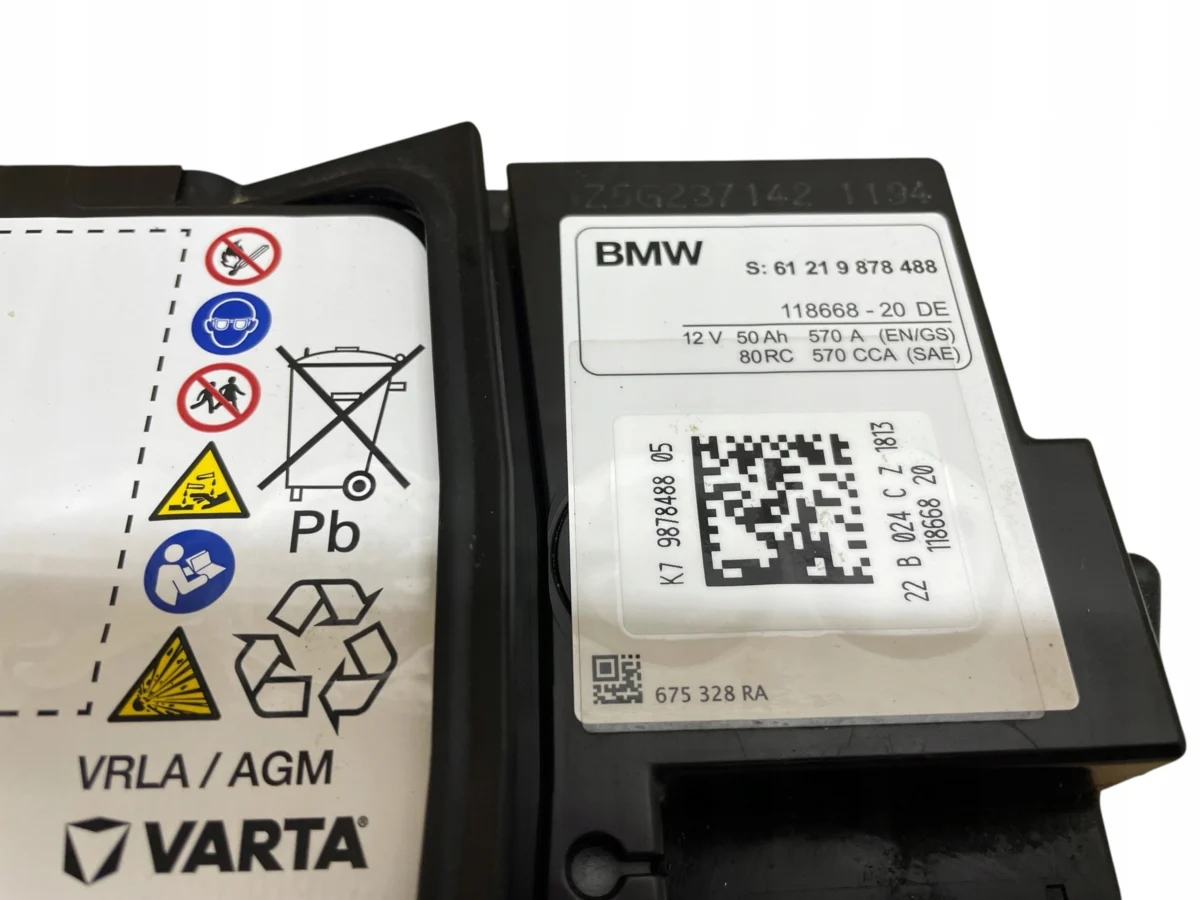 Z5G237142 1194
BMW
S: 61 21 9 878 488
118668 - 20 DE
12 V 50 Ah 570 A (EN/GS)
80 RC 570 CCA (SAE)
K7 9878488 05
22 B 024 C Z 1813
118668 20
675 328 RA
Pb
VRLA / AGM
VARTA®